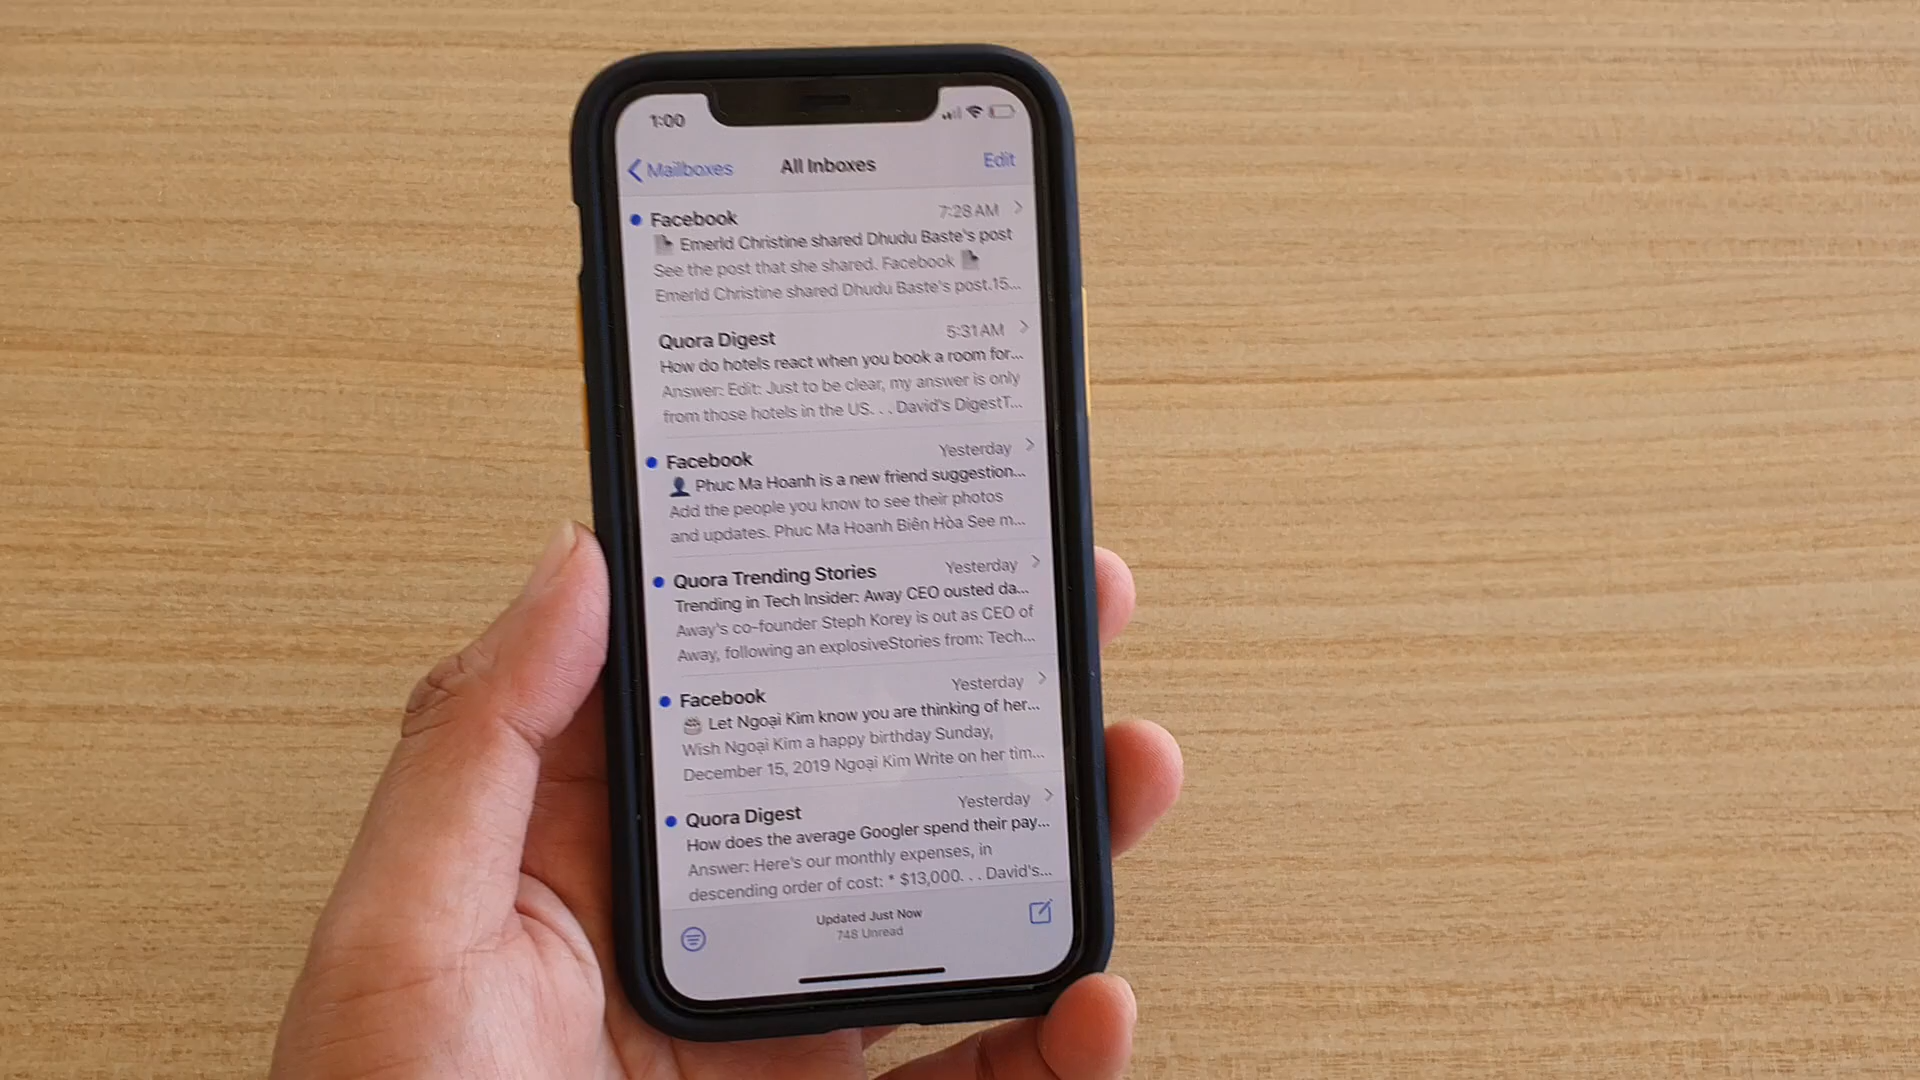 1:00
Mailboxes All Inboxes Edit
Facebook 7:28 AM
Emerld Christine shared Dhudu Baste's post
See the post that she shared. Facebook
Emerld Christine shared Dhudu Baste's post.15...
Quora Digest 5:31 AM
How do hotels react when you book a room for...
Answer: Edit: Just to be clear, my answer is only
from those hotels in the US. . . David's DigestT...
Facebook Yesterday
Phuc Ma Hoanh is a new friend suggestion...
Add the people you know to see their photos
and updates. Phuc Ma Hoanh Biên Hòa See m...
Quora Trending Stories Yesterday
Trending in Tech Insider: Away CEO ousted da...
Away's co-founder Steph Korey is out as CEO of
Away, following an explosiveStories from: Tech...
Facebook Yesterday
Let Ngoại Kim know you are thinking of her...
Wish Ngoại Kim a happy birthday Sunday,
December 15, 2019 Ngoại Kim Write on her tim...
Quora Digest Yesterday
How does the average Googler spend their pay...
Answer: Here's our monthly expenses, in
descending order of cost: * $13,000. . . David's...
Updated Just Now
748 Unread